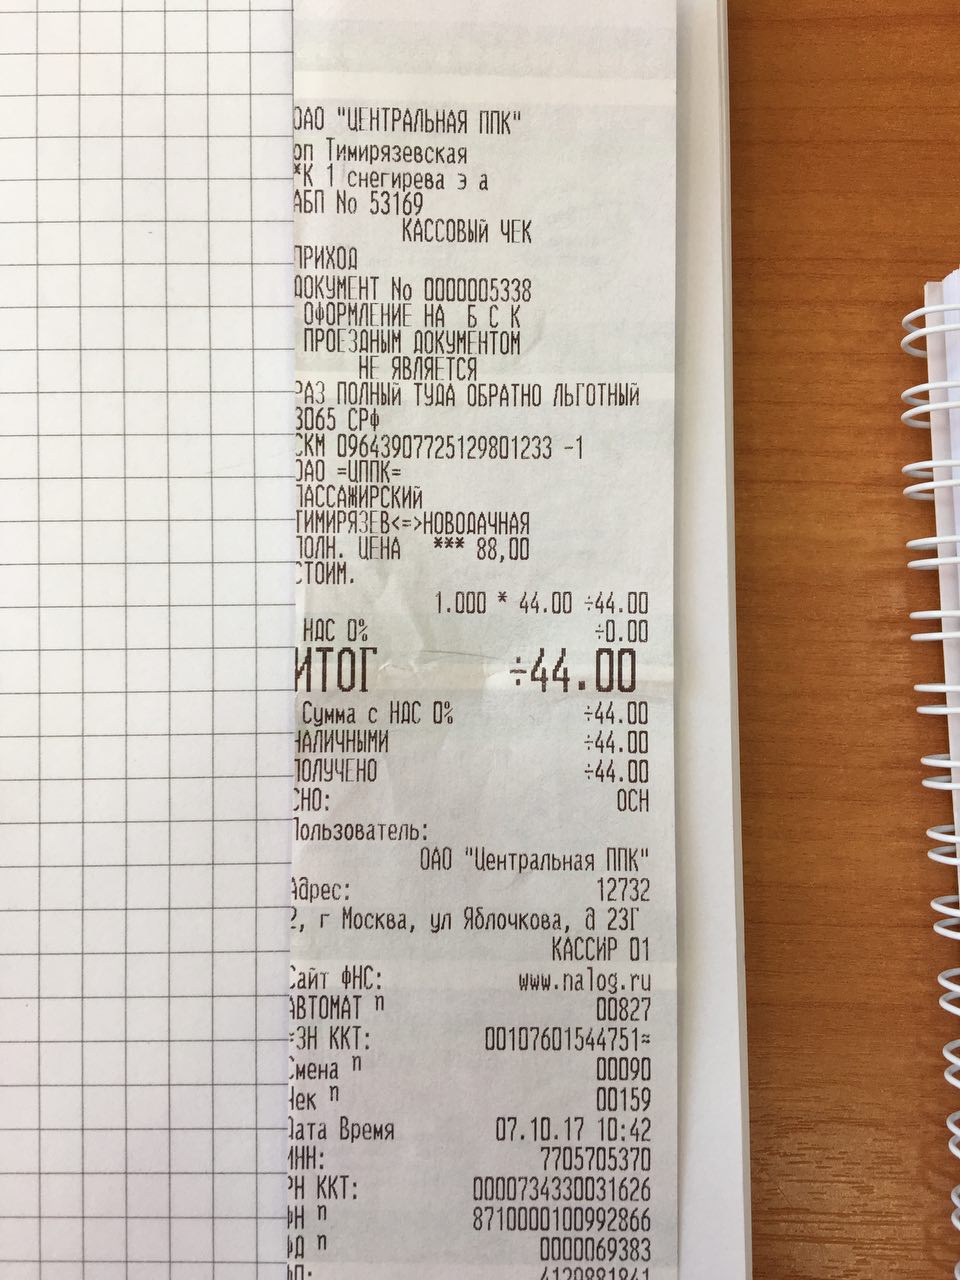 ОАО "ЦЕНТРАЛЬНАЯ ППК"
оп Тимирязевская
*К 1 снегирева э а
АБП No 53169
КАССОВЫЙ ЧЕК
ПРИХОД
ДОКУМЕНТ No 0000005338
ОФОРМЛЕНИЕ НА Б С К
ПРОЕЗДНЫМ ДОКУМЕНТОМ
НЕ ЯВЛЯЕТСЯ
РАЗ ПОЛНЫЙ ТУДА ОБРАТНО ЛЬГОТНЫЙ
3065 СРФ
СКМ 09643907725129801233 -1
ОАО =ЦППК=
ПАССАЖИРСКИЙ
ТИМИРЯЗЕВ<=>НОВОДАЧНАЯ
ПОЛН. ЦЕНА *** 88,00
СТОИМ.
1.000 * 44.00 ÷44.00
НДС 0% ÷0.00
ИТОГ ÷44.00
Сумма с НДС 0% ÷44.00
НАЛИЧНЫМИ ÷44.00
ПОЛУЧЕНО ÷44.00
СНО: ОСН
Пользователь:
ОАО "Центральная ППК"
Адрес: 12732
2, г Москва, ул Яблочкова, д 23Г
КАССИР 01
Сайт ФНС: www.nalog.ru
АВТОМАТ n 00827
≈ЗН ККТ: 00107601544751≈
Смена n 00090
Чек n 00159
Дата Время 07.10.17 10:42
ИНН: 7705705370
РН ККТ: 0000734330031626
ФН n 8710000100992866
ФД n 0000069383
ФП: 4120881841